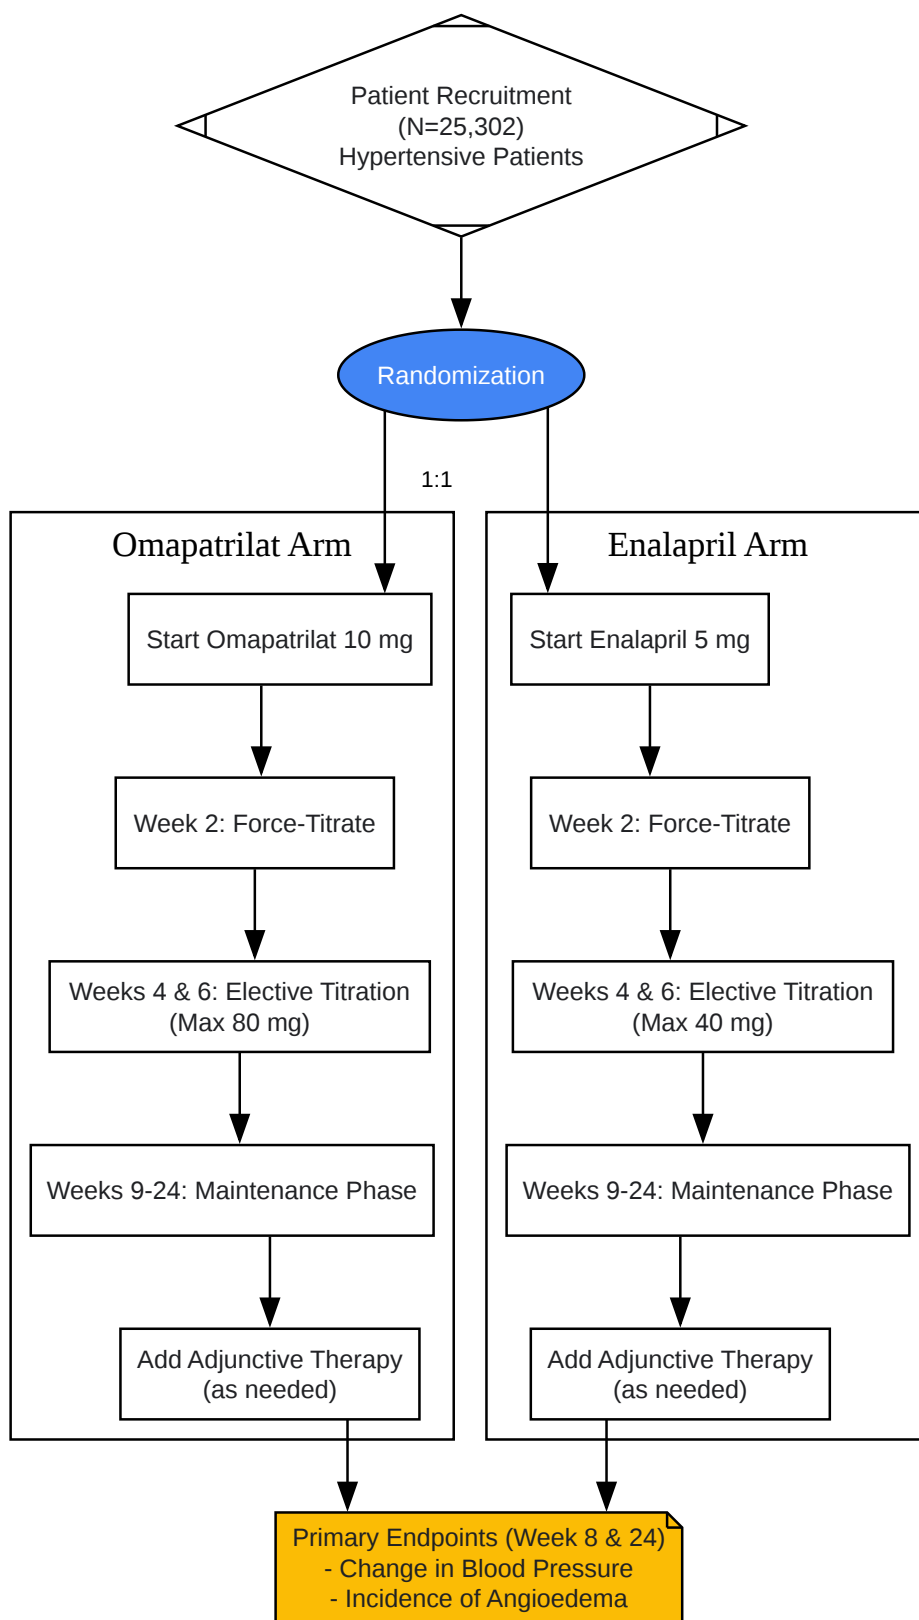 Patient Recruitment
(N=25,302)
Hypertensive Patients
Randomization
1:1
Omapatrilat Arm
Start Omapatrilat 10 mg
Week 2: Force-Titrate
Weeks 4 & 6: Elective Titration
(Max 80 mg)
Weeks 9-24: Maintenance Phase
Add Adjunctive Therapy
(as needed)
Enalapril Arm
Start Enalapril 5 mg
Week 2: Force-Titrate
Weeks 4 & 6: Elective Titration
(Max 40 mg)
Weeks 9-24: Maintenance Phase
Add Adjunctive Therapy
(as needed)
Primary Endpoints (Week 8 & 24)
- Change in Blood Pressure
- Incidence of Angioedema